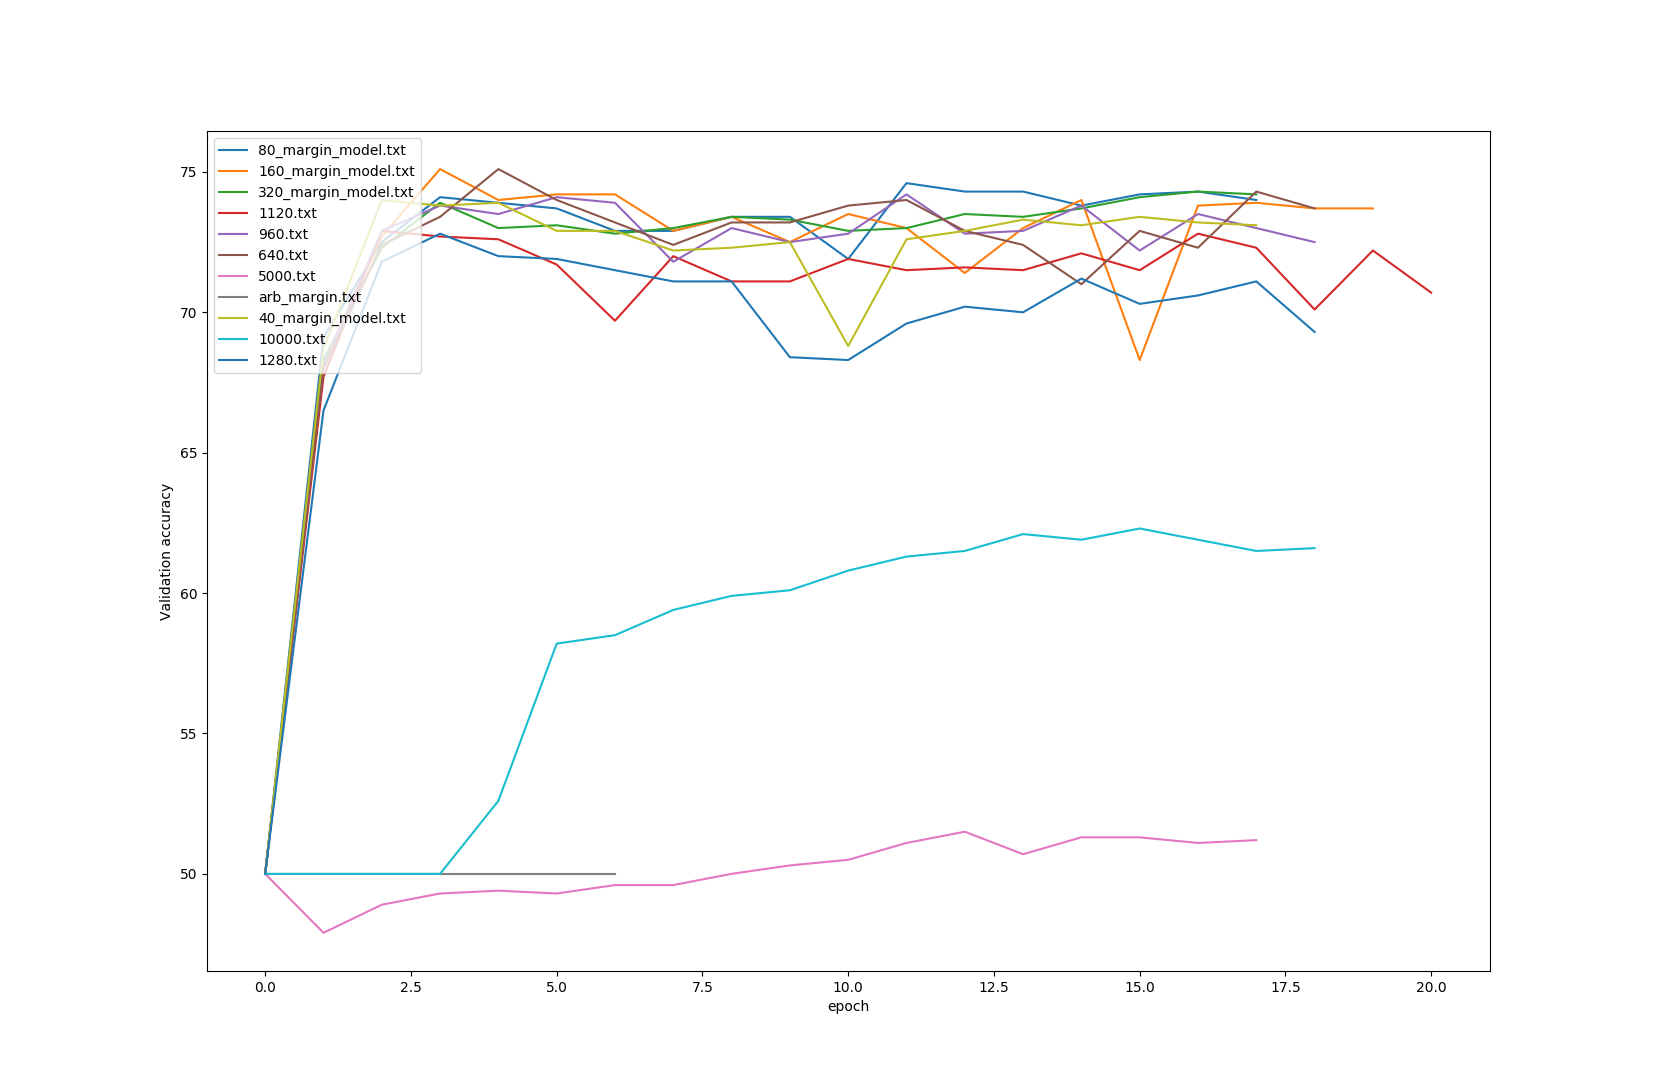 80_margin_model.txt
160_margin_model.txt
320_margin_model.txt
1120.txt
960.txt
640.txt
5000.txt
arb_margin.txt
40_margin_model.txt
10000.txt
1280.txt
75
70
65
60
55
50
Validation accuracy
0.0 2.5 5.0 7.5 10.0 12.5 15.0 17.5 20.0
epoch